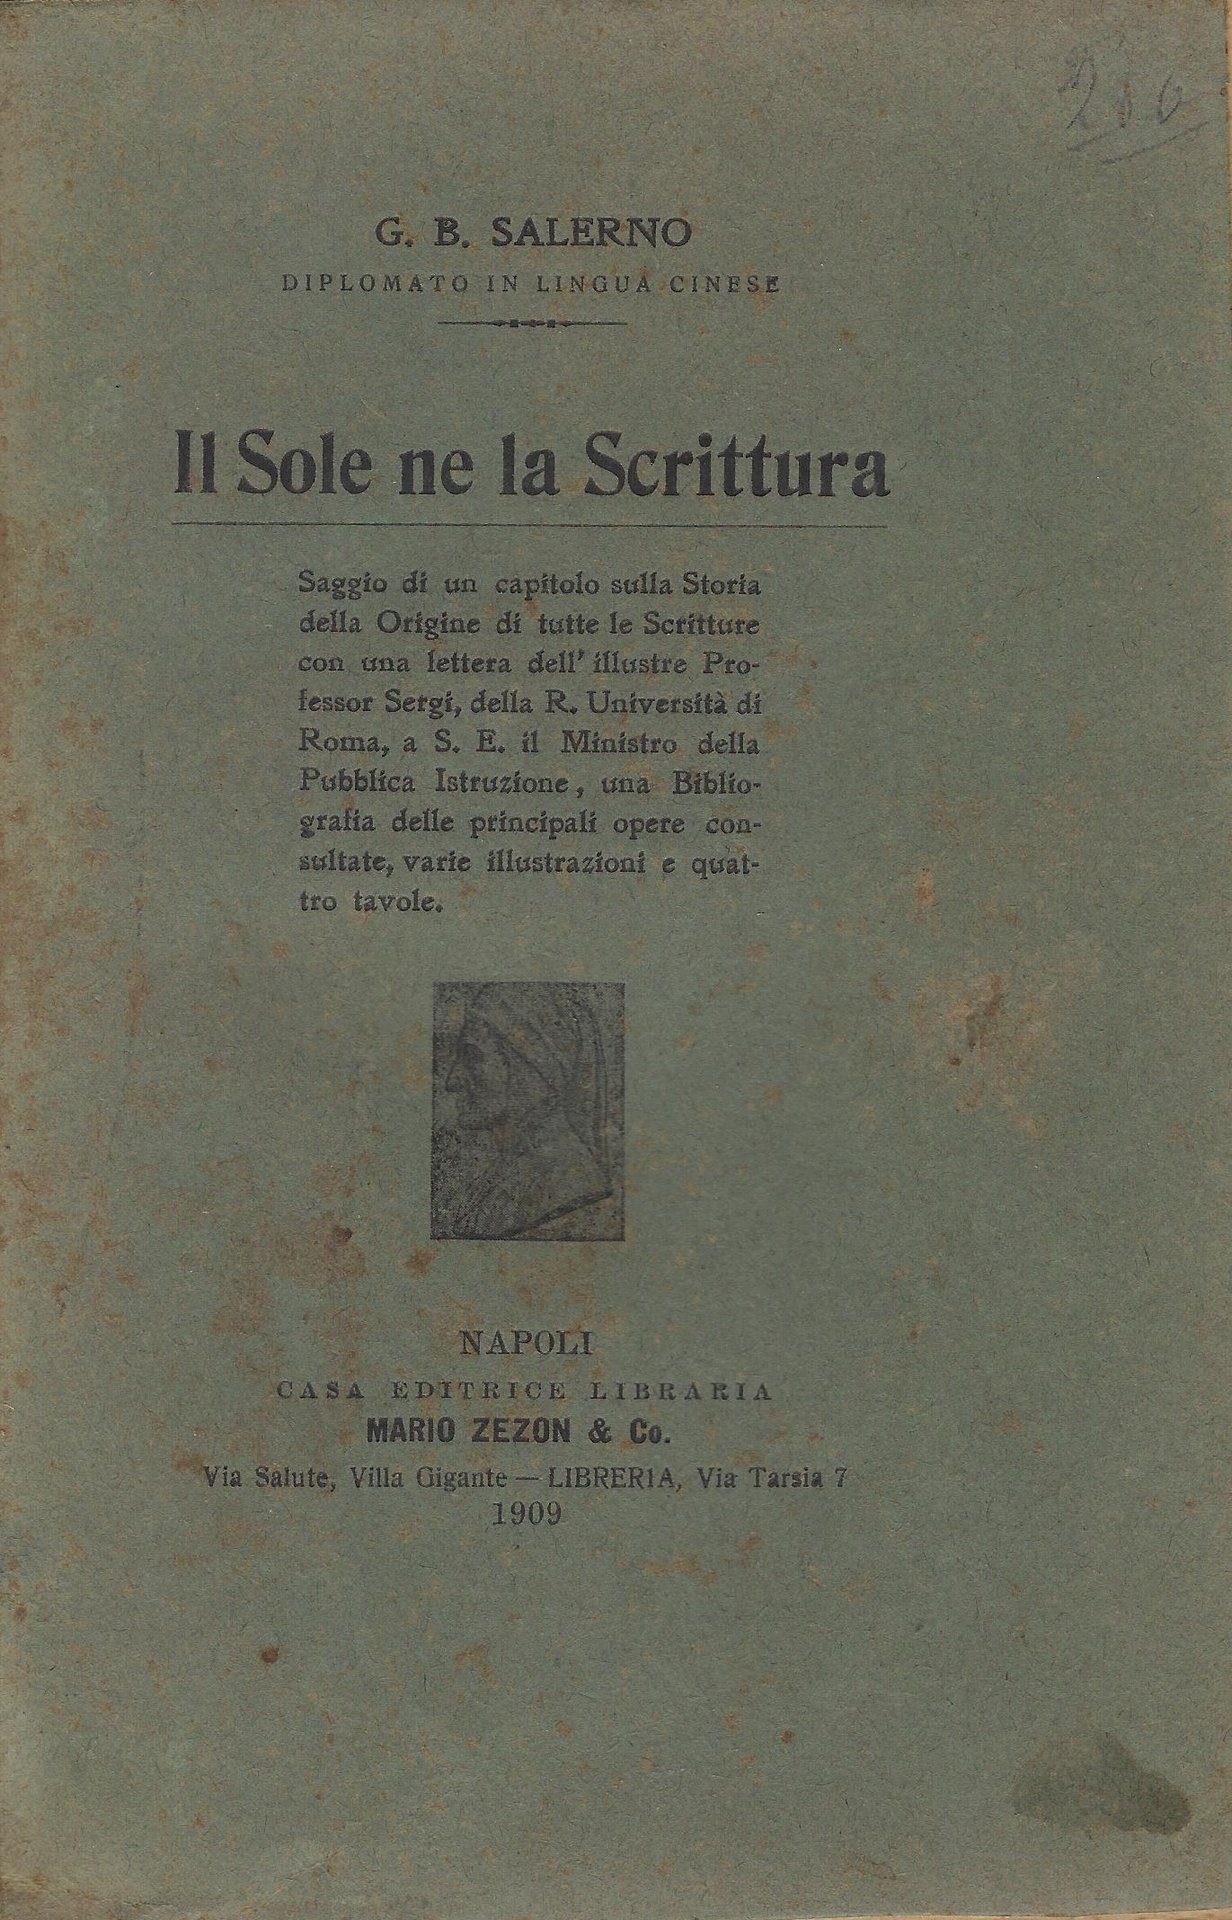 G. B. SALERNO
DIPLOMATO IN LINGUA CINESE
Il Sole ne la Scrittura
Saggio di un capitolo sulla Storia
della Origine di tutte le Scritture
con una lettera dell' illustre Pro-
fessor Sergi, della R. Università di
Roma, a S. E. il Ministro della
Pubblica Istruzione, una Biblio-
grafia delle principali opere con-
sultate, varie illustrazioni e quat-
tro tavole.
NAPOLI
CASA EDITRICE LIBRARIA
MARIO ZEZON & Co.
Via Salute, Villa Gigante — LIBRERIA, Via Tarsia 7
1909